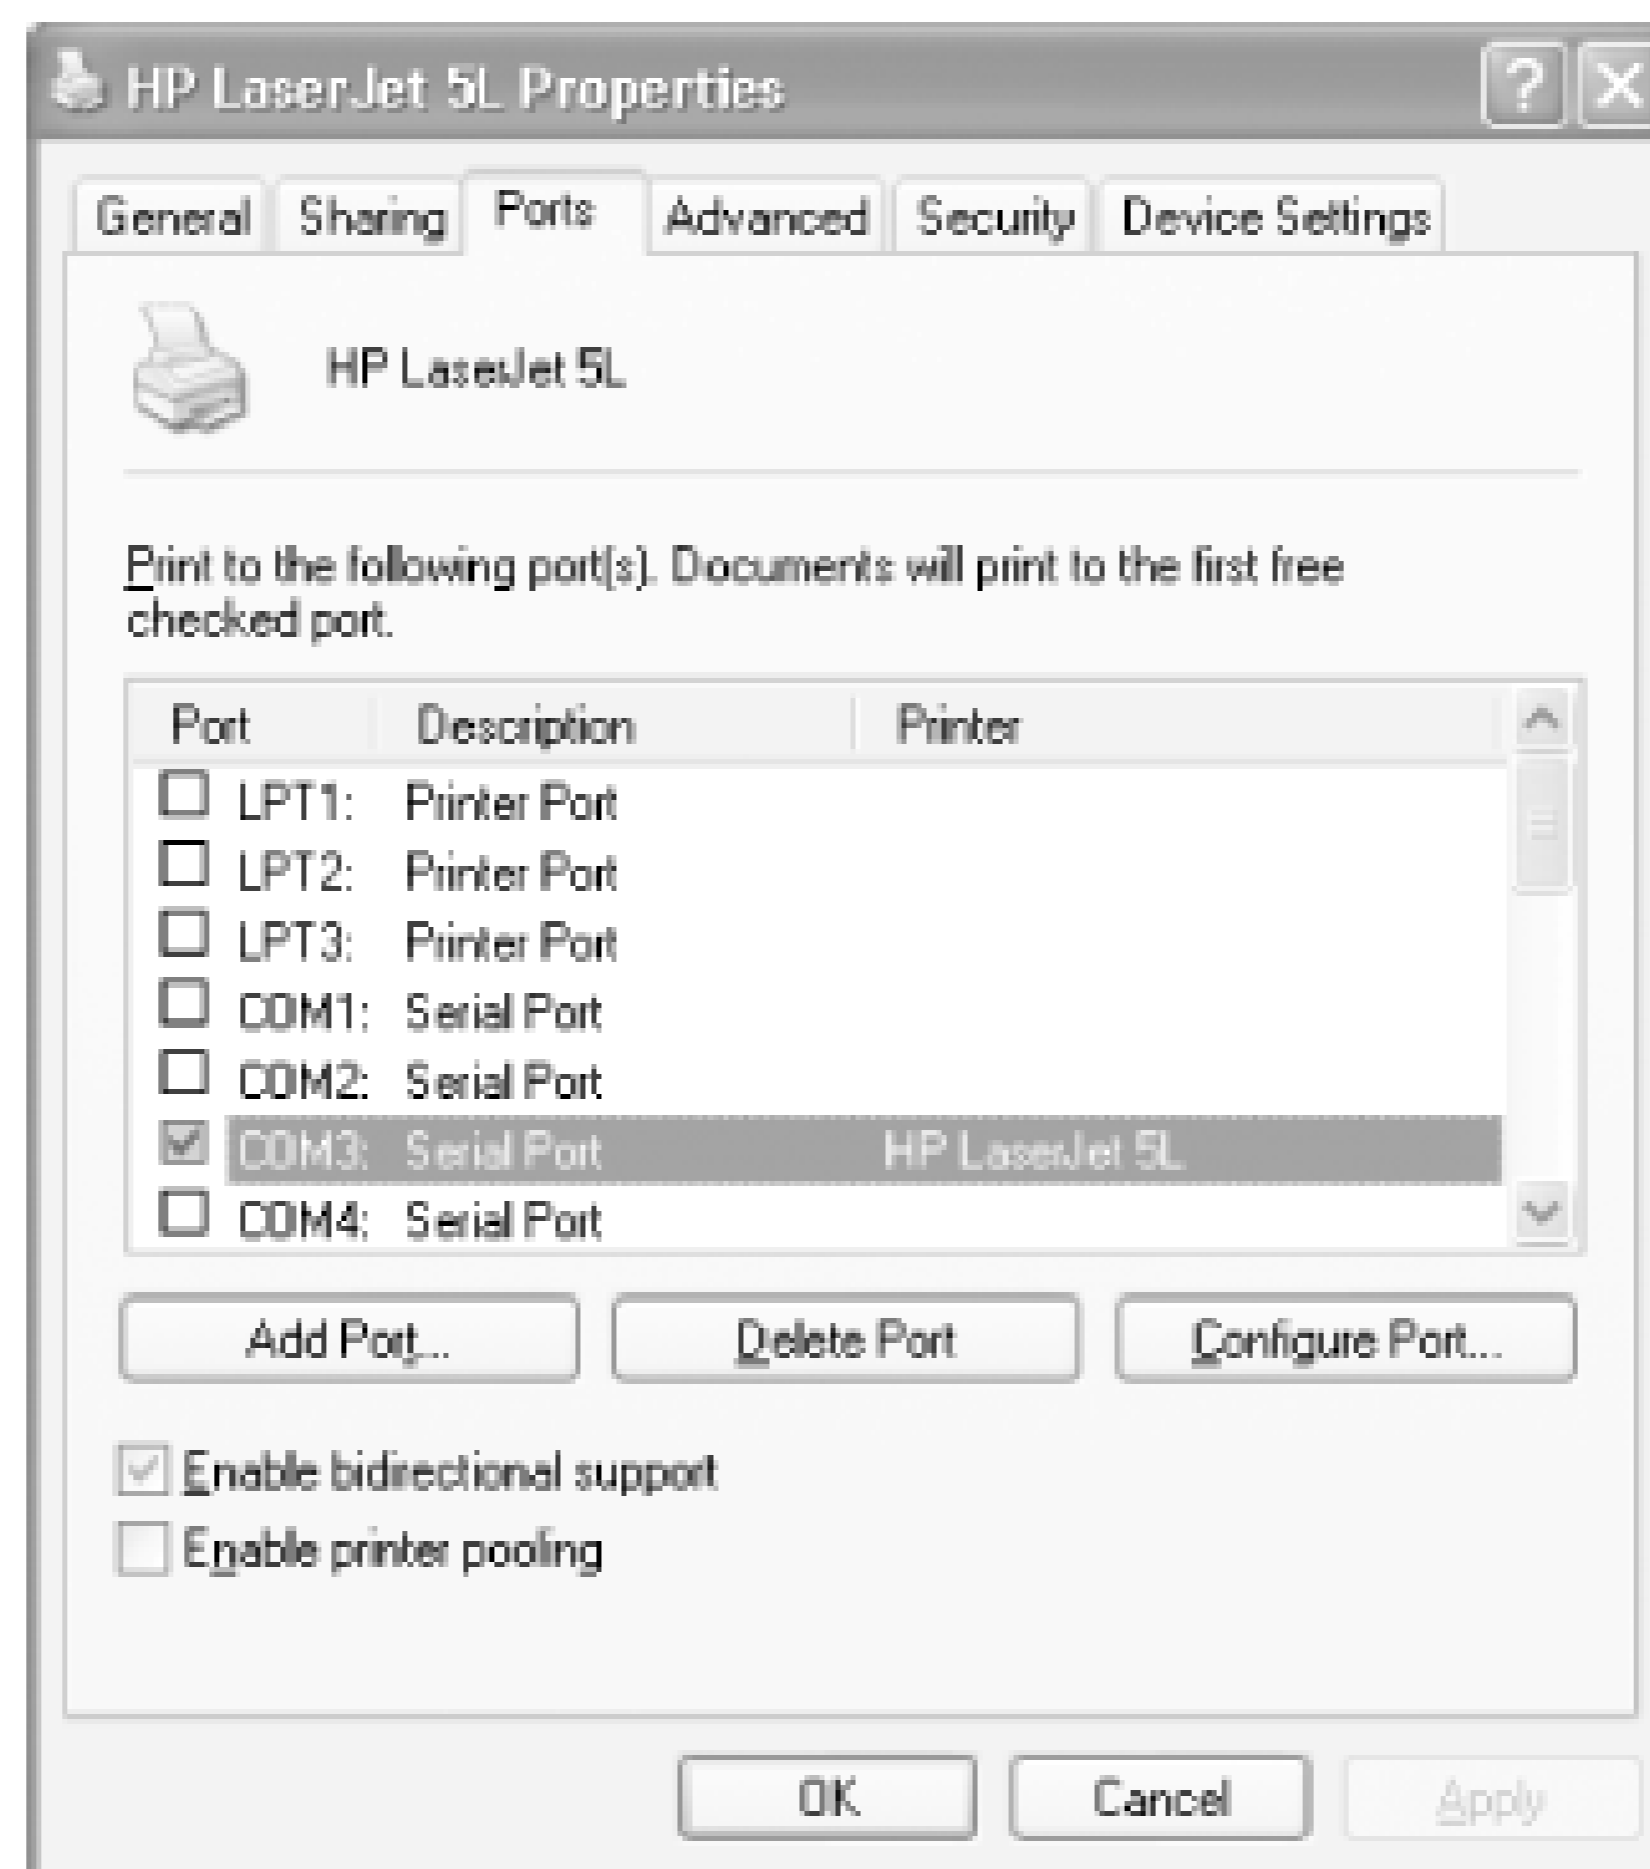 HP LaserJet 5L Properties
General Sharing Ports Advanced Security Device Settings
HP LaserJet 5L
Print to the following port(s). Documents will print to the first free
checked port.
Port Description Printer
LPT1: Printer Port
LPT2: Printer Port
LPT3: Printer Port
COM1: Serial Port
COM2: Serial Port
COM3: Serial Port HP LaserJet 5L
COM4: Serial Port
Add Port... Delete Port Configure Port...
Enable bidirectional support
Enable printer pooling
OK Cancel Apply